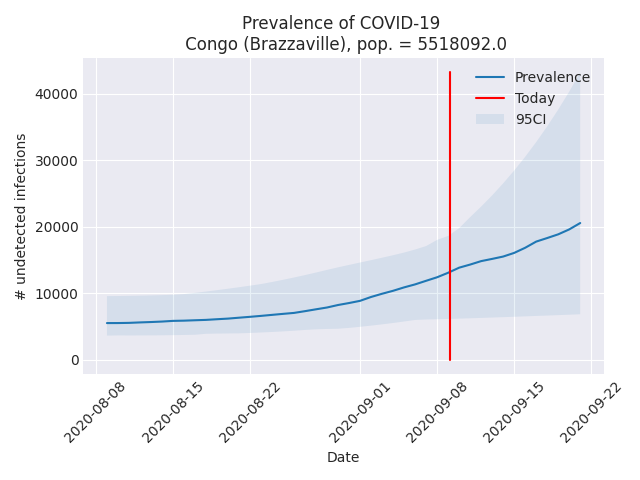 Prevalence of COVID-19
Congo (Brazzaville), pop. = 5518092.0
Prevalence
Today
95CI
# undetected infections
40000
30000
20000
10000
0
2020-08-08
2020-08-15
2020-08-22
2020-09-01
2020-09-08
2020-09-15
2020-09-22
Date